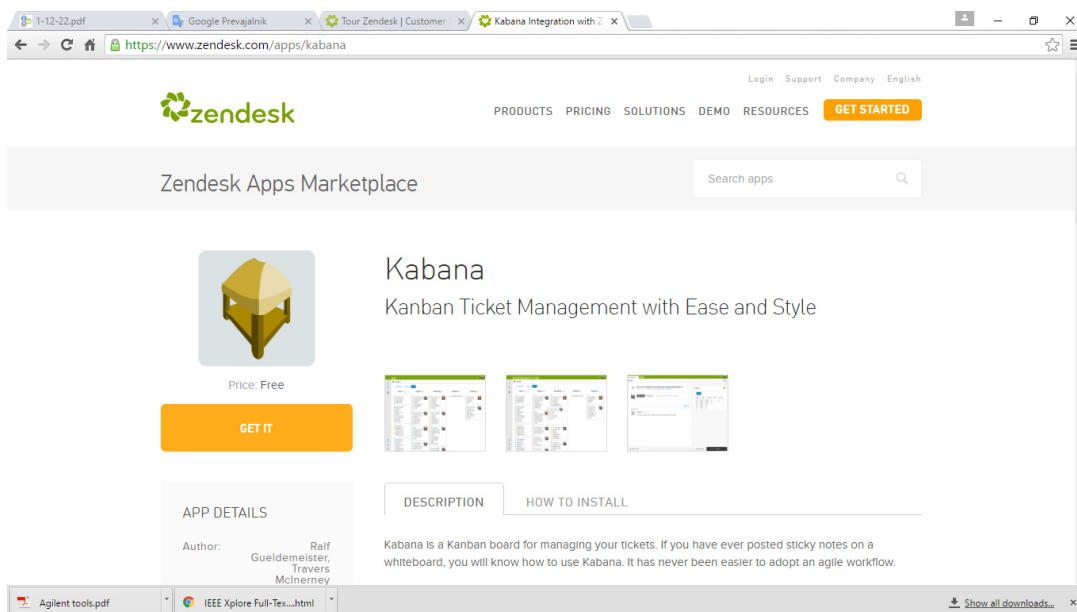 1-12-22.pdf
Google Prevajalnik
Tour Zendesk | Customer
Kabana Integration with Z
https://www.zendesk.com/apps/kabana
Login Support Company English
zendesk
PRODUCTS PRICING SOLUTIONS DEMO RESOURCES GET STARTED
Zendesk Apps Marketplace
Search apps
Kabana
Kanban Ticket Management with Ease and Style
Price: Free
GET IT
DESCRIPTION HOW TO INSTALL
APP DETAILS
Author: Ralf
Gueldemeister,
Travers
McInerney
Kabana is a Kanban board for managing your tickets. If you have ever posted sticky notes on a
whiteboard, you will know how to use Kabana. It has never been easier to adopt an agile workflow.
Agilent tools.pdf
IEEE Xplore Full-Tex....html
Show all downloads...